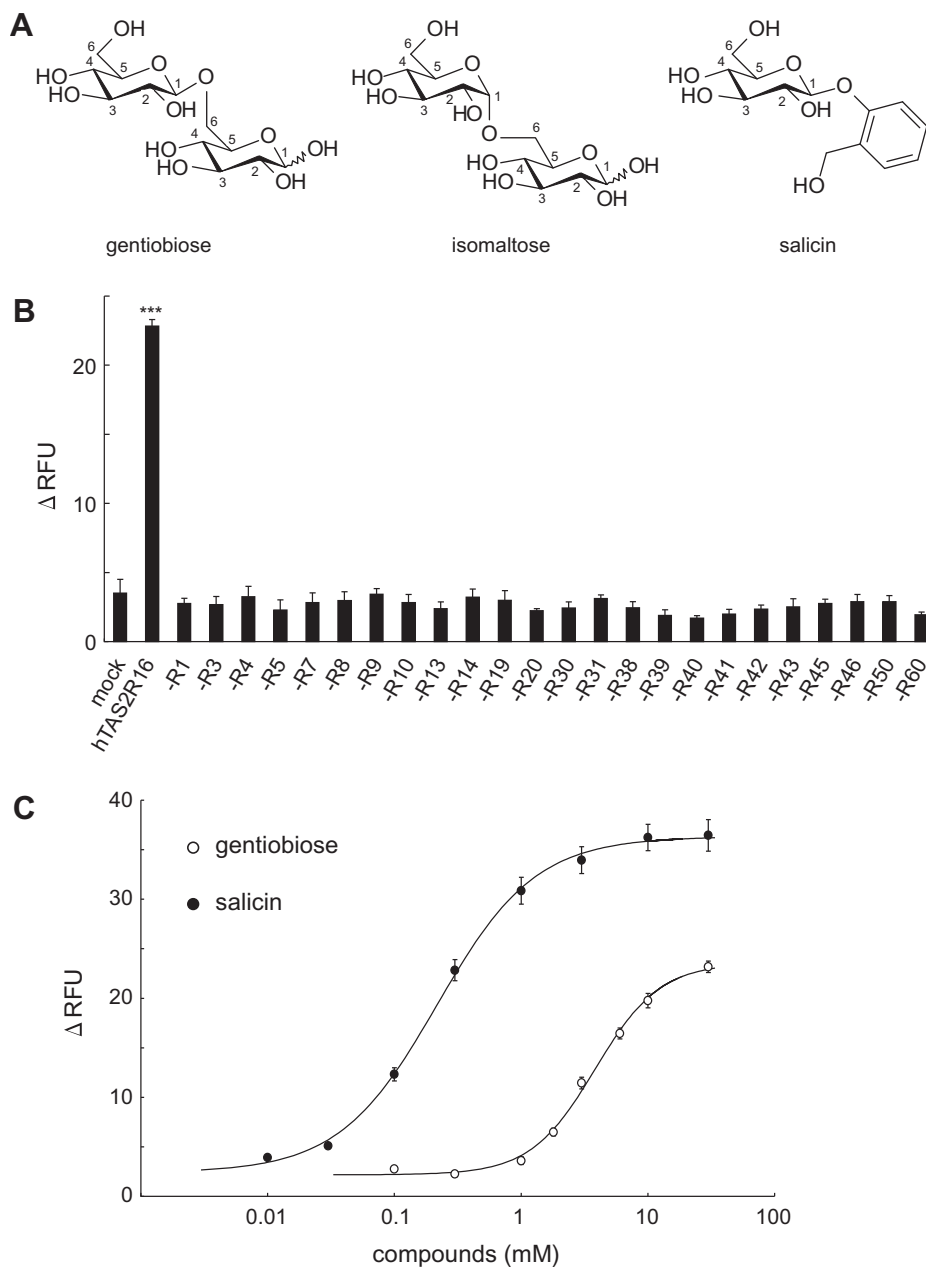 A
OH
6
HO
4
5
O
HO
3
2
OH
1
O
6
HO
4
5
O
HO
3
2
OH
1
OH
gentiobiose
OH
6
HO
4
5
O
HO
3
2
HO
1
O
6
HO
4
5
O
HO
3
2
OH
1
OH
isomaltose
OH
6
HO
4
5
O
HO
3
2
OH
1
O
HO
salicin
B
20
10
0
Δ RFU
***
mock
hTAS2R16
-R1
-R3
-R4
-R5
-R7
-R8
-R9
-R10
-R13
-R14
-R19
-R20
-R30
-R31
-R38
-R39
-R40
-R41
-R42
-R43
-R45
-R46
-R50
-R60
C
40
30
20
10
0
Δ RFU
gentiobiose
salicin
0.01 0.1 1 10 100
compounds (mM)